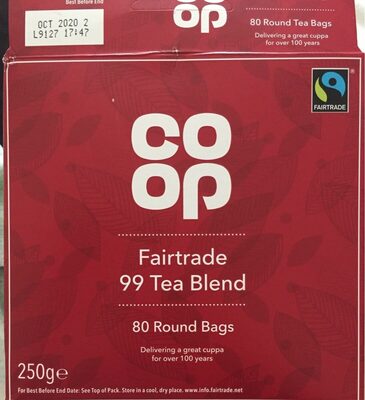 Best Before End
OCT 2020 2
L9127 17:47
co
op
80 Round Tea Bags
Delivering a great cuppa
for over 100 years
FAIRTRADE
co
op
Fairtrade
99 Tea Blend
80 Round Bags
Delivering a great cuppa
for over 100 years
250g℮
For Best Before End Date: See Top of Pack. Store in a cool, dry place. www.info.fairtrade.net